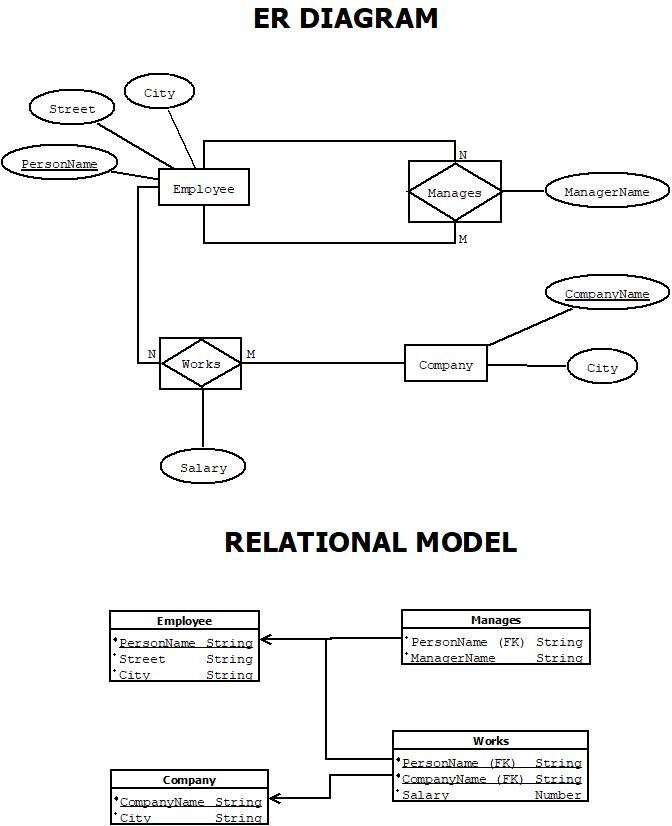 ER DIAGRAM
City
Street
PersonName
N
Employee
Manages
ManagerName
M
CompanyName
N
M
Works
Company
City
Salary
RELATIONAL MODEL
Employee
*PersonName String
*Street String
*City String
Manages
*PersonName (FK) String
*ManagerName String
Works
*PersonName (FK) String
*CompanyName (FK) String
*Salary Number
Company
*CompanyName String
*City String